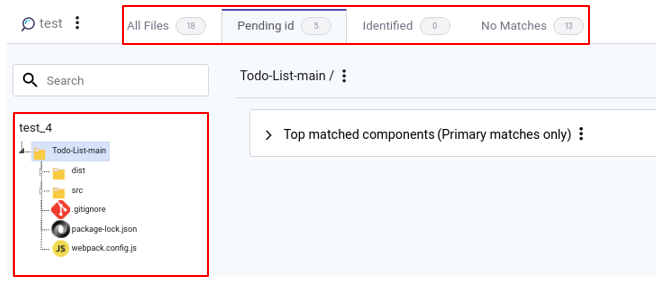 test
All Files 18
Pending id 5
Identified 0
No Matches 13
Search
Todo-List-main /
test_4
Todo-List-main
dist
src
.gitignore
package-lock.json
JS webpack.config.js
Top matched components (Primary matches only)